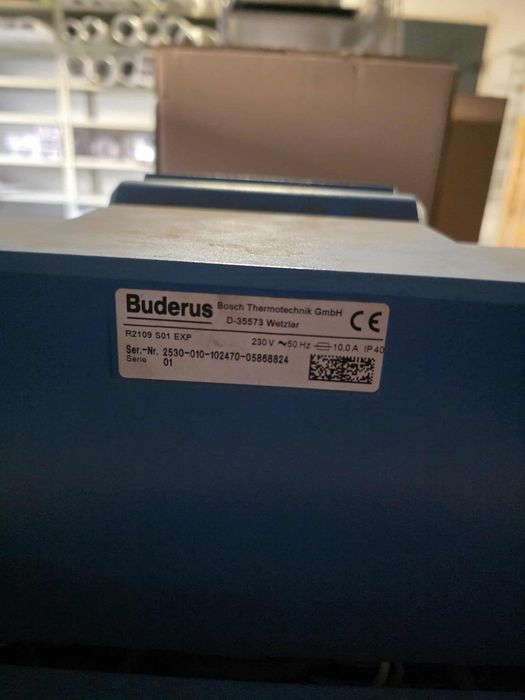 Buderus Bosch Thermotechnik GmbH
D-35573 Wetzlar
CE
R2109 S01 EXP 230 V ~50 Hz 10.0 A IP 40
Ser.-Nr. 2530-010-102470-05868824
Serie 01